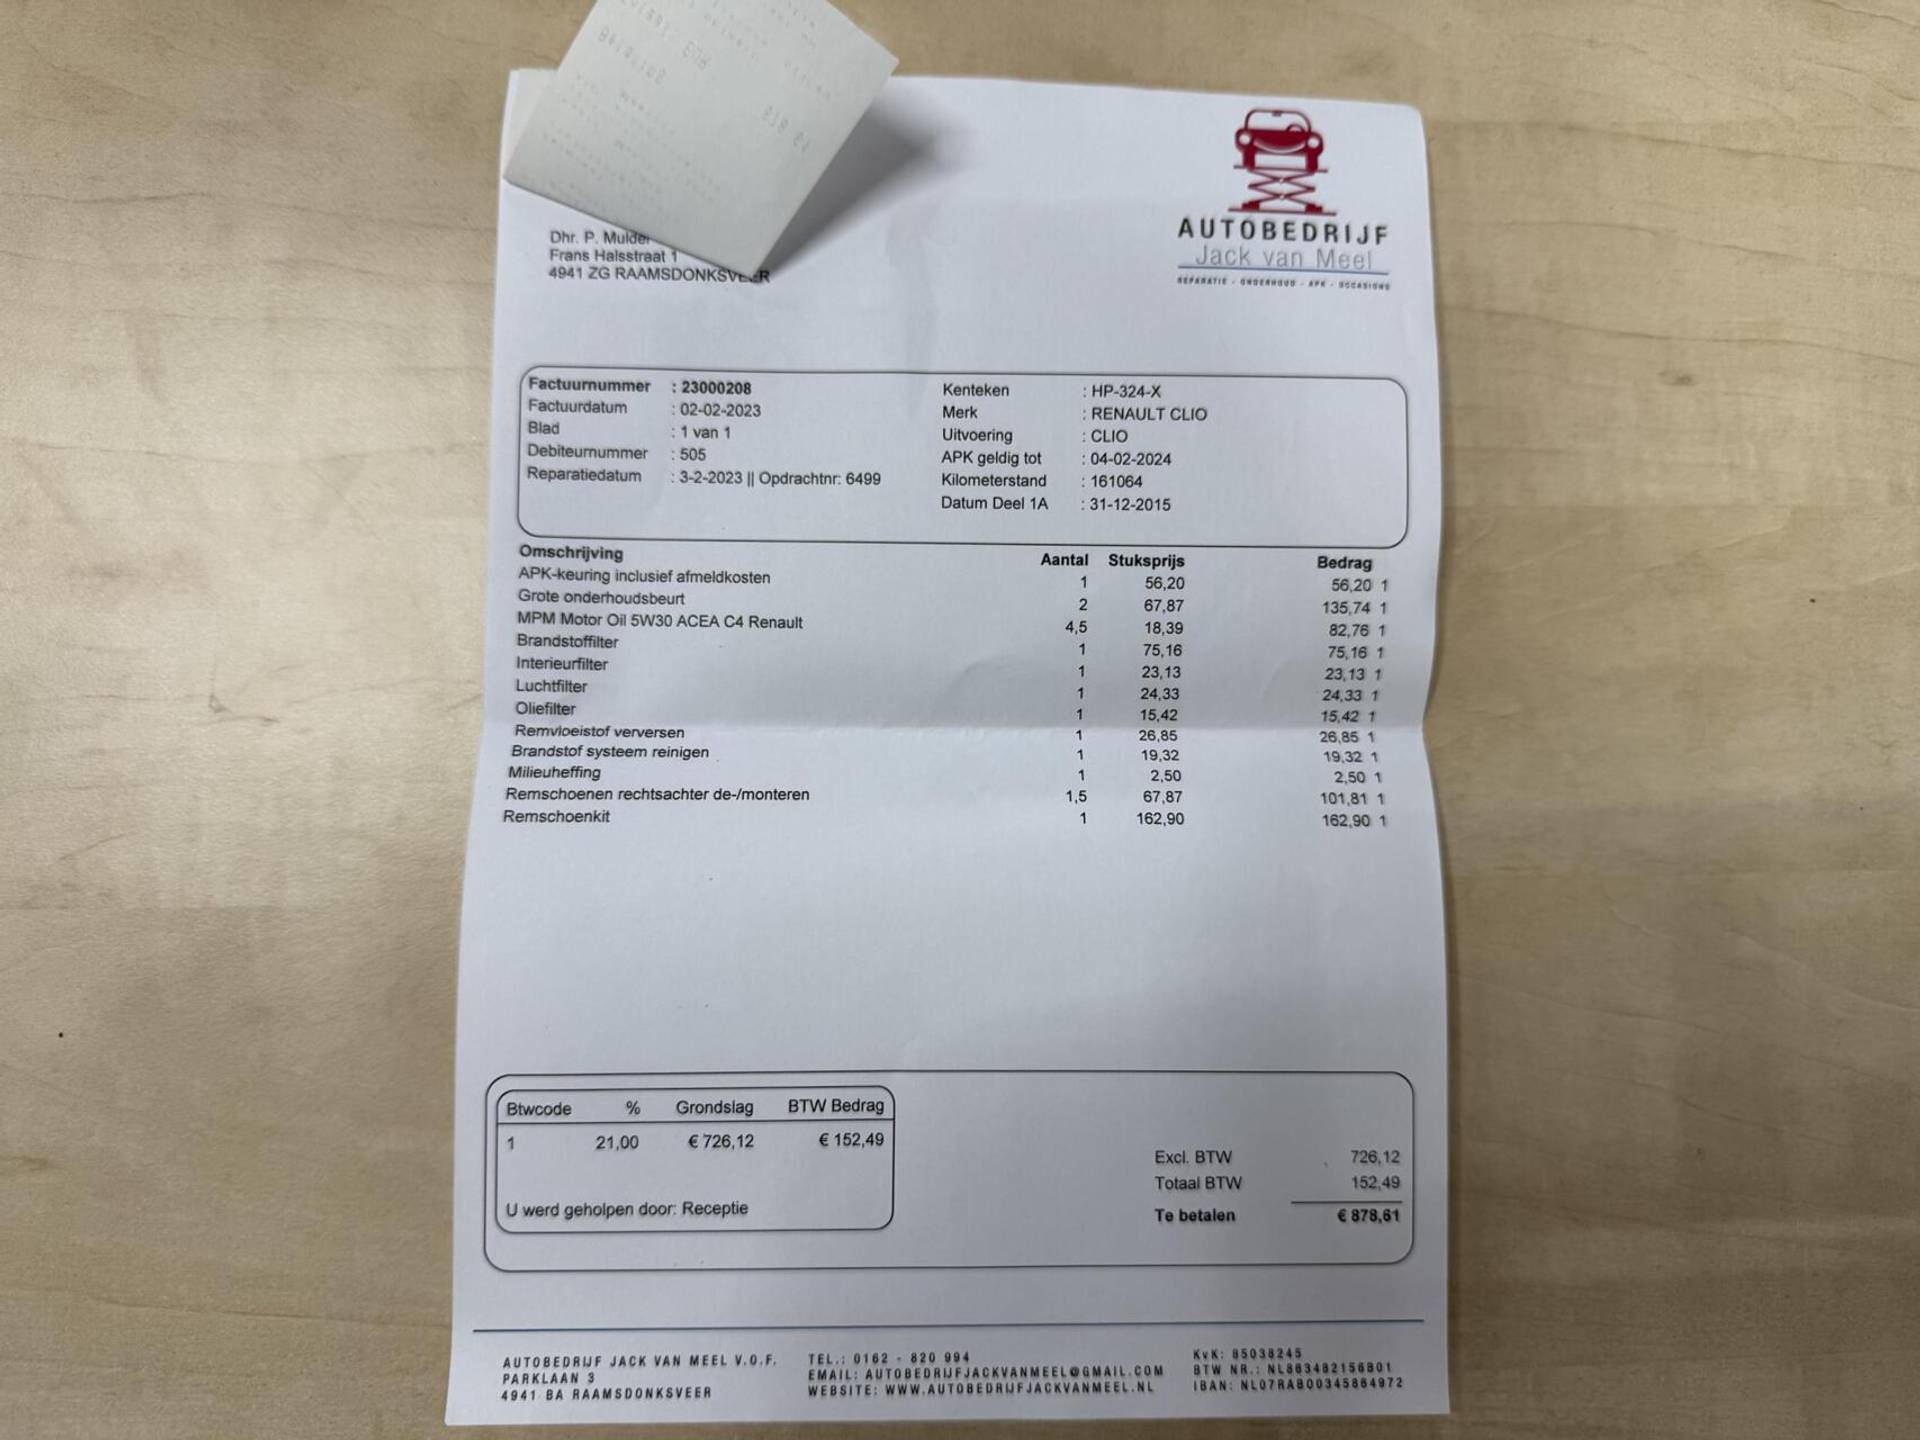 Dhr. P. Mulder
Frans Halsstraat 1
4941 ZG RAAMSDONKSVEER
AUTOBEDRIJF
Jack van Meel
REPARATIE - ONDERHOUD - APK - OCCASIONS
Factuurnummer : 23000208
Factuurdatum : 02-02-2023
Blad : 1 van 1
Debiteurnummer : 505
Reparatiedatum : 3-2-2023 || Opdrachtnr: 6499
Kenteken : HP-324-X
Merk : RENAULT CLIO
Uitvoering : CLIO
APK geldig tot : 04-02-2024
Kilometerstand : 161064
Datum Deel 1A : 31-12-2015
Omschrijving Aantal Stuksprijs Bedrag
APK-keuring inclusief afmeldkosten 1 56,20 56,20 1
Grote onderhoudsbeurt 2 67,87 135,74 1
MPM Motor Oil 5W30 ACEA C4 Renault 4,5 18,39 82,76 1
Brandstoffilter 1 75,16 75,16 1
Interieurfilter 1 23,13 23,13 1
Luchtfilter 1 24,33 24,33 1
Oliefilter 1 15,42 15,42 1
Remvloeistof verversen 1 26,85 26,85 1
Brandstof systeem reinigen 1 19,32 19,32 1
Milieuheffing 1 2,50 2,50 1
Remschoenen rechtsachter de-/monteren 1,5 67,87 101,81 1
Remschoenkit 1 162,90 162,90 1
Btwcode % Grondslag BTW Bedrag
1 21,00 € 726,12 € 152,49
U werd geholpen door: Receptie
Excl. BTW 726,12
Totaal BTW 152,49
Te betalen € 878,61
AUTOBEDRIJF JACK VAN MEEL V.O.F.
PARKLAAN 3
4941 BA RAAMSDONKSVEER
TEL.: 0162 - 820 994
EMAIL: AUTOBEDRIJFJACKVANMEEL@GMAIL.COM
WEBSITE: WWW.AUTOBEDRIJFJACKVANMEEL.NL
KvK: 85038245
BTW NR.: NL863482156B01
IBAN: NL07RABO0345864972